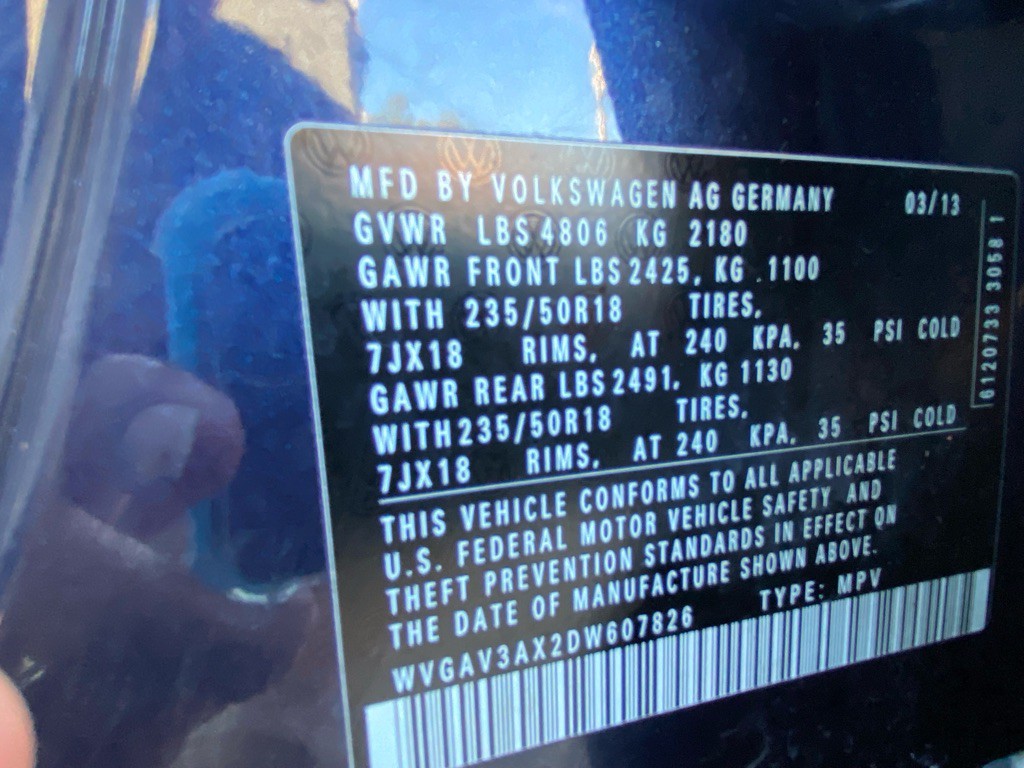 MFD BY VOLKSWAGEN AG GERMANY 03/13
GVWR LBS 4806 KG 2180
GAWR FRONT LBS 2425, KG 1100
WITH 235/50R18 TIRES,
7JX18 RIMS, AT 240 KPA, 35 PSI COLD
GAWR REAR LBS 2491, KG 1130
WITH 235/50R18 TIRES,
7JX18 RIMS, AT 240 KPA, 35 PSI COLD
THIS VEHICLE CONFORMS TO ALL APPLICABLE
U.S. FEDERAL MOTOR VEHICLE SAFETY AND
THEFT PREVENTION STANDARDS IN EFFECT ON
THE DATE OF MANUFACTURE SHOWN ABOVE.
WVGAV3AX2DW607826 TYPE: MPV
6120733 3058 1